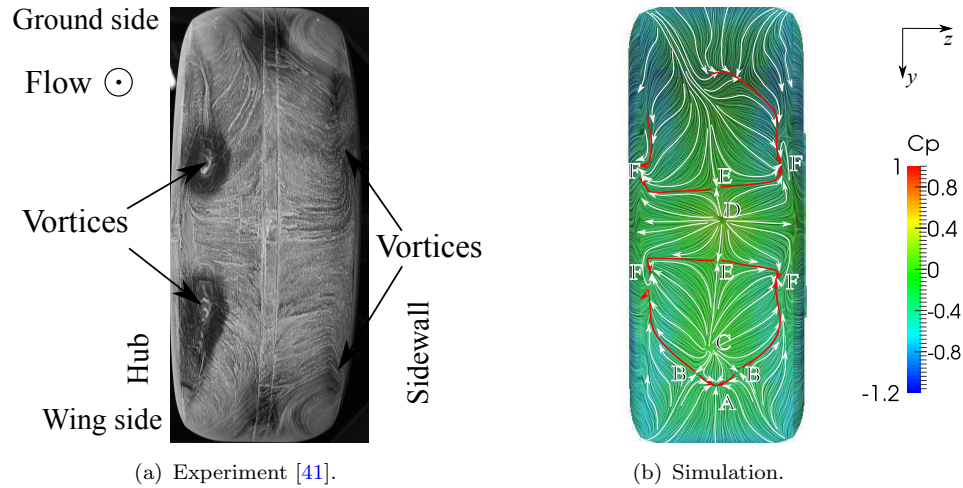 Ground side
Flow
Vortices
Vortices
Hub
Sidewall
Wing side
(a) Experiment [41].
z
y
F
F
E
D
E
F
F
C
B
B
A
Cp
1
0.8
0.4
0
-0.4
-0.8
-1.2
(b) Simulation.